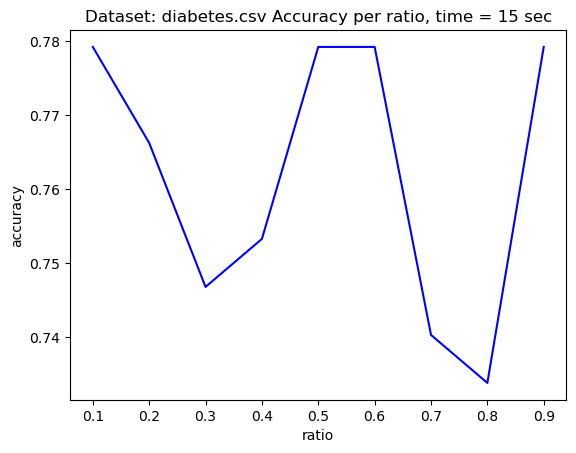 Dataset: diabetes.csv Accuracy per ratio, time = 15 sec
0.78
0.77
0.76
0.75
0.74
accuracy
0.1 0.2 0.3 0.4 0.5 0.6 0.7 0.8 0.9
ratio